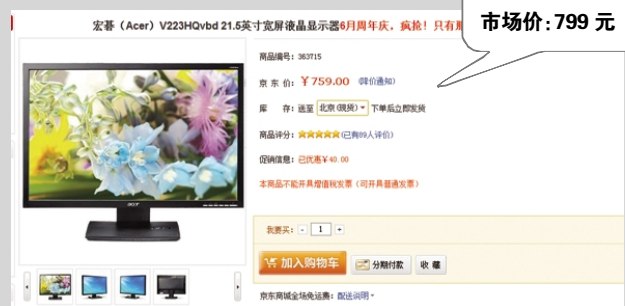 宏碁（Acer）V223HQvbd 21.5英寸宽屏液晶显示器6月周年庆，疯抢！只有
市场价：799 元
商品编号：363715
京 东 价：￥759.00 (降价通知)
库 存：送至 北京(现货) 下单后立即发货
商品评分： (已有89人评价)
促销信息：已优惠￥40.00
本商品不能开具增值税发票（可开具普通发票）
我要买： - 1 +
加入购物车 分期付款 收 藏
京东商城全场免运费：配送说明
acer